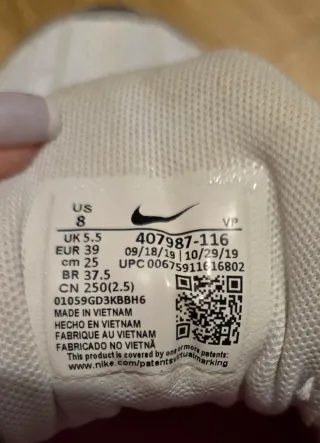 US
8
VP
UK 5.5
EUR 39
cm 25
BR 37.5
CN 250(2.5)
407987-116
09/18/19 | 10/29/19
UPC 00675911616802
01059GD3KBBH6
MADE IN VIETNAM
HECHO EN VIETNAM
FABRIQUE AU VIETNAM
FABRICADO NO VIETNÃ
This product is covered by one or more patents:
www.nike.com/patentsvirtualmarking